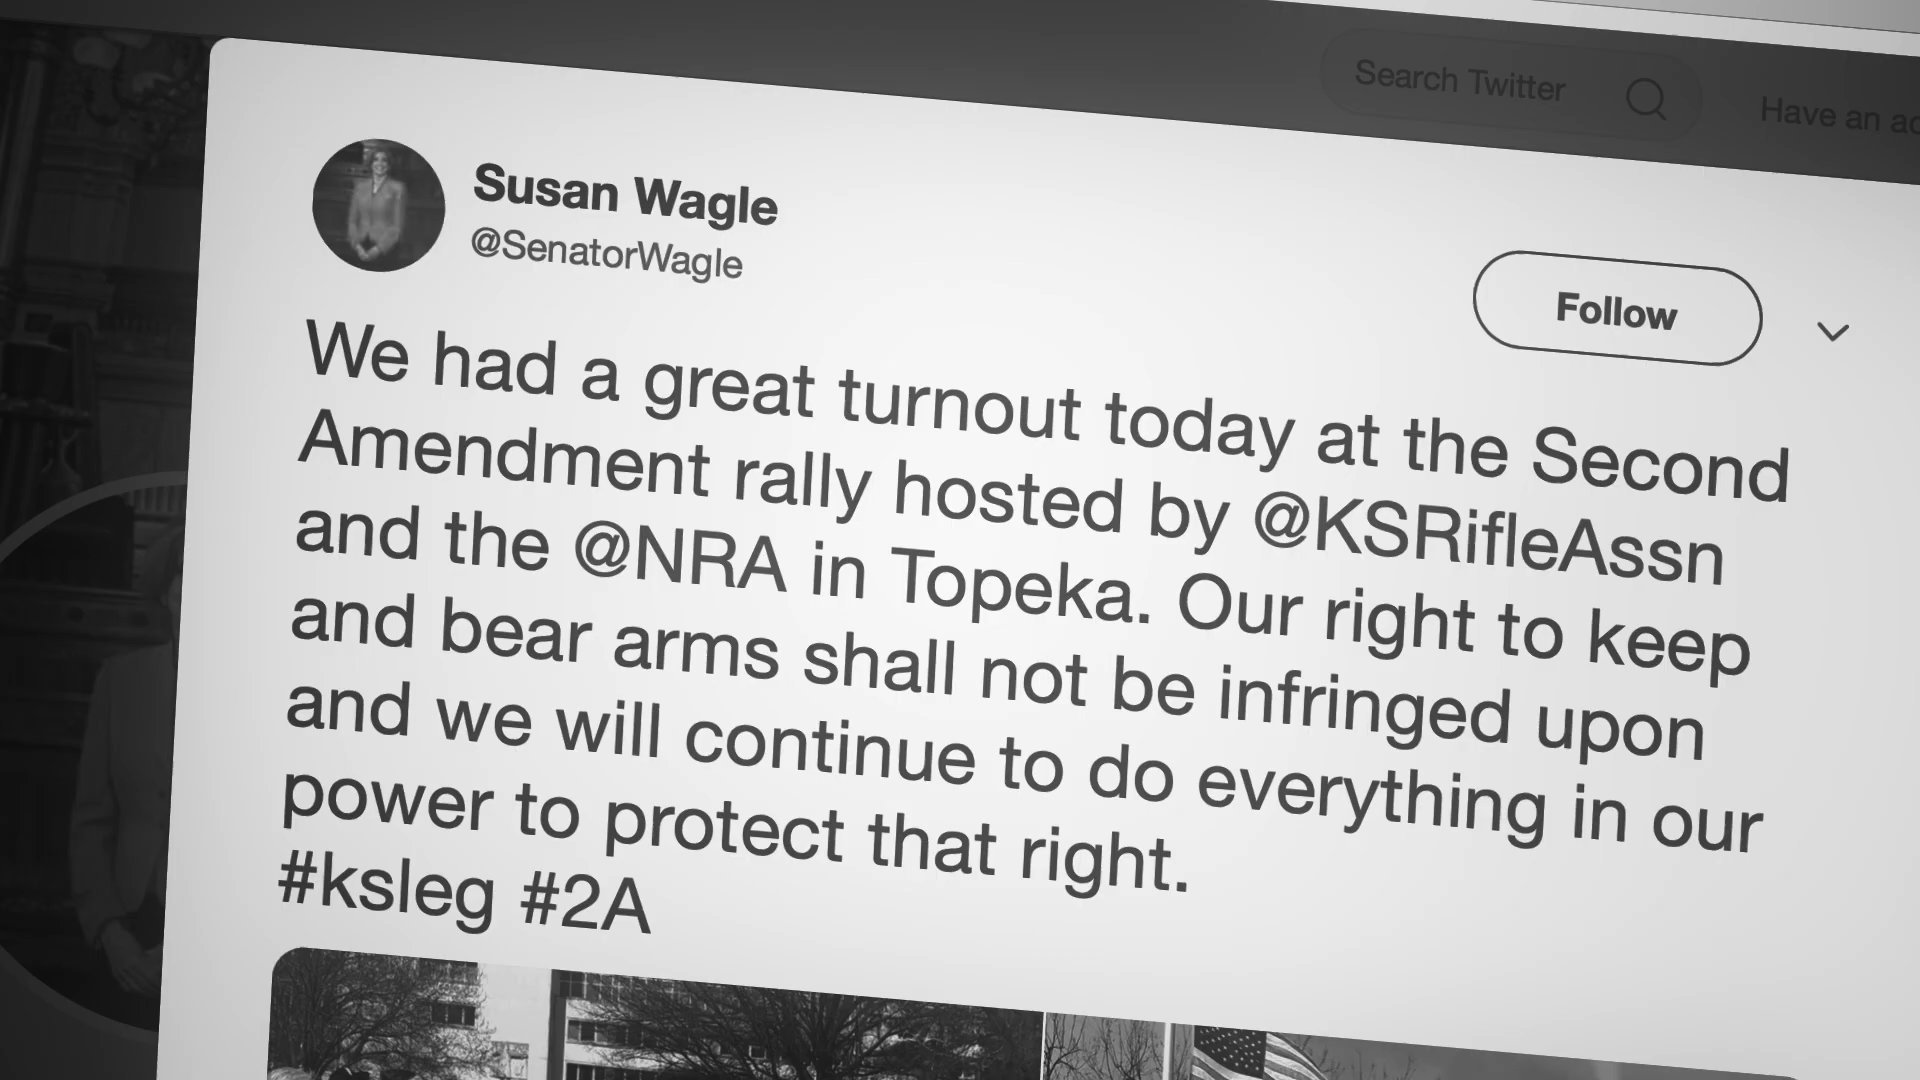 Search Twitter
Have an ac
Susan Wagle
@SenatorWagle
Follow
We had a great turnout today at the Second
Amendment rally hosted by @KSRifleAssn
and the @NRA in Topeka. Our right to keep
and bear arms shall not be infringed upon
and we will continue to do everything in our
power to protect that right.
#ksleg #2A